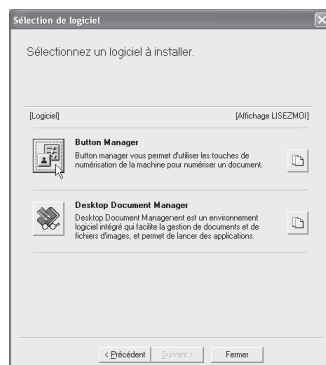 Sélection de logiciel
Sélectionnez un logiciel à installer.
[Logiciel] [Affichage LISEZMOI]
Button Manager
Button manager vous permet d'utiliser les touches de
numérisation de la machine pour numériser un document.
Desktop Document Manager
Desktop Document Managenent est un environnement
logiciel intégré qui facilite la gestion de documents et de
fichiers d'images, et permet de lancer des applications.
< Précédent Suivant > Fermer